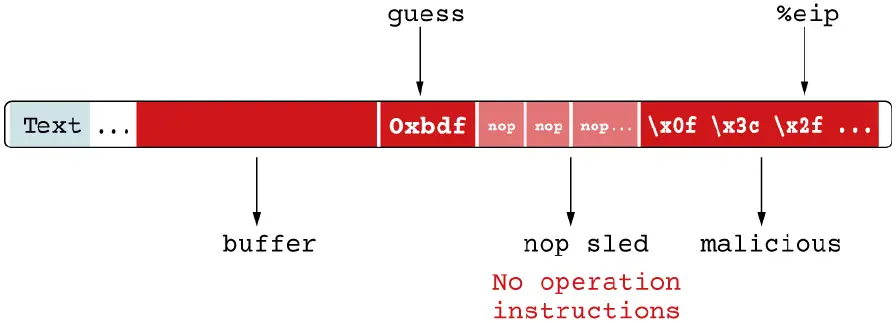 guess %eip
Text ... 0xbdf nop nop nop... \x0f \x3c \x2f ...
buffer nop sled malicious
No operation
instructions